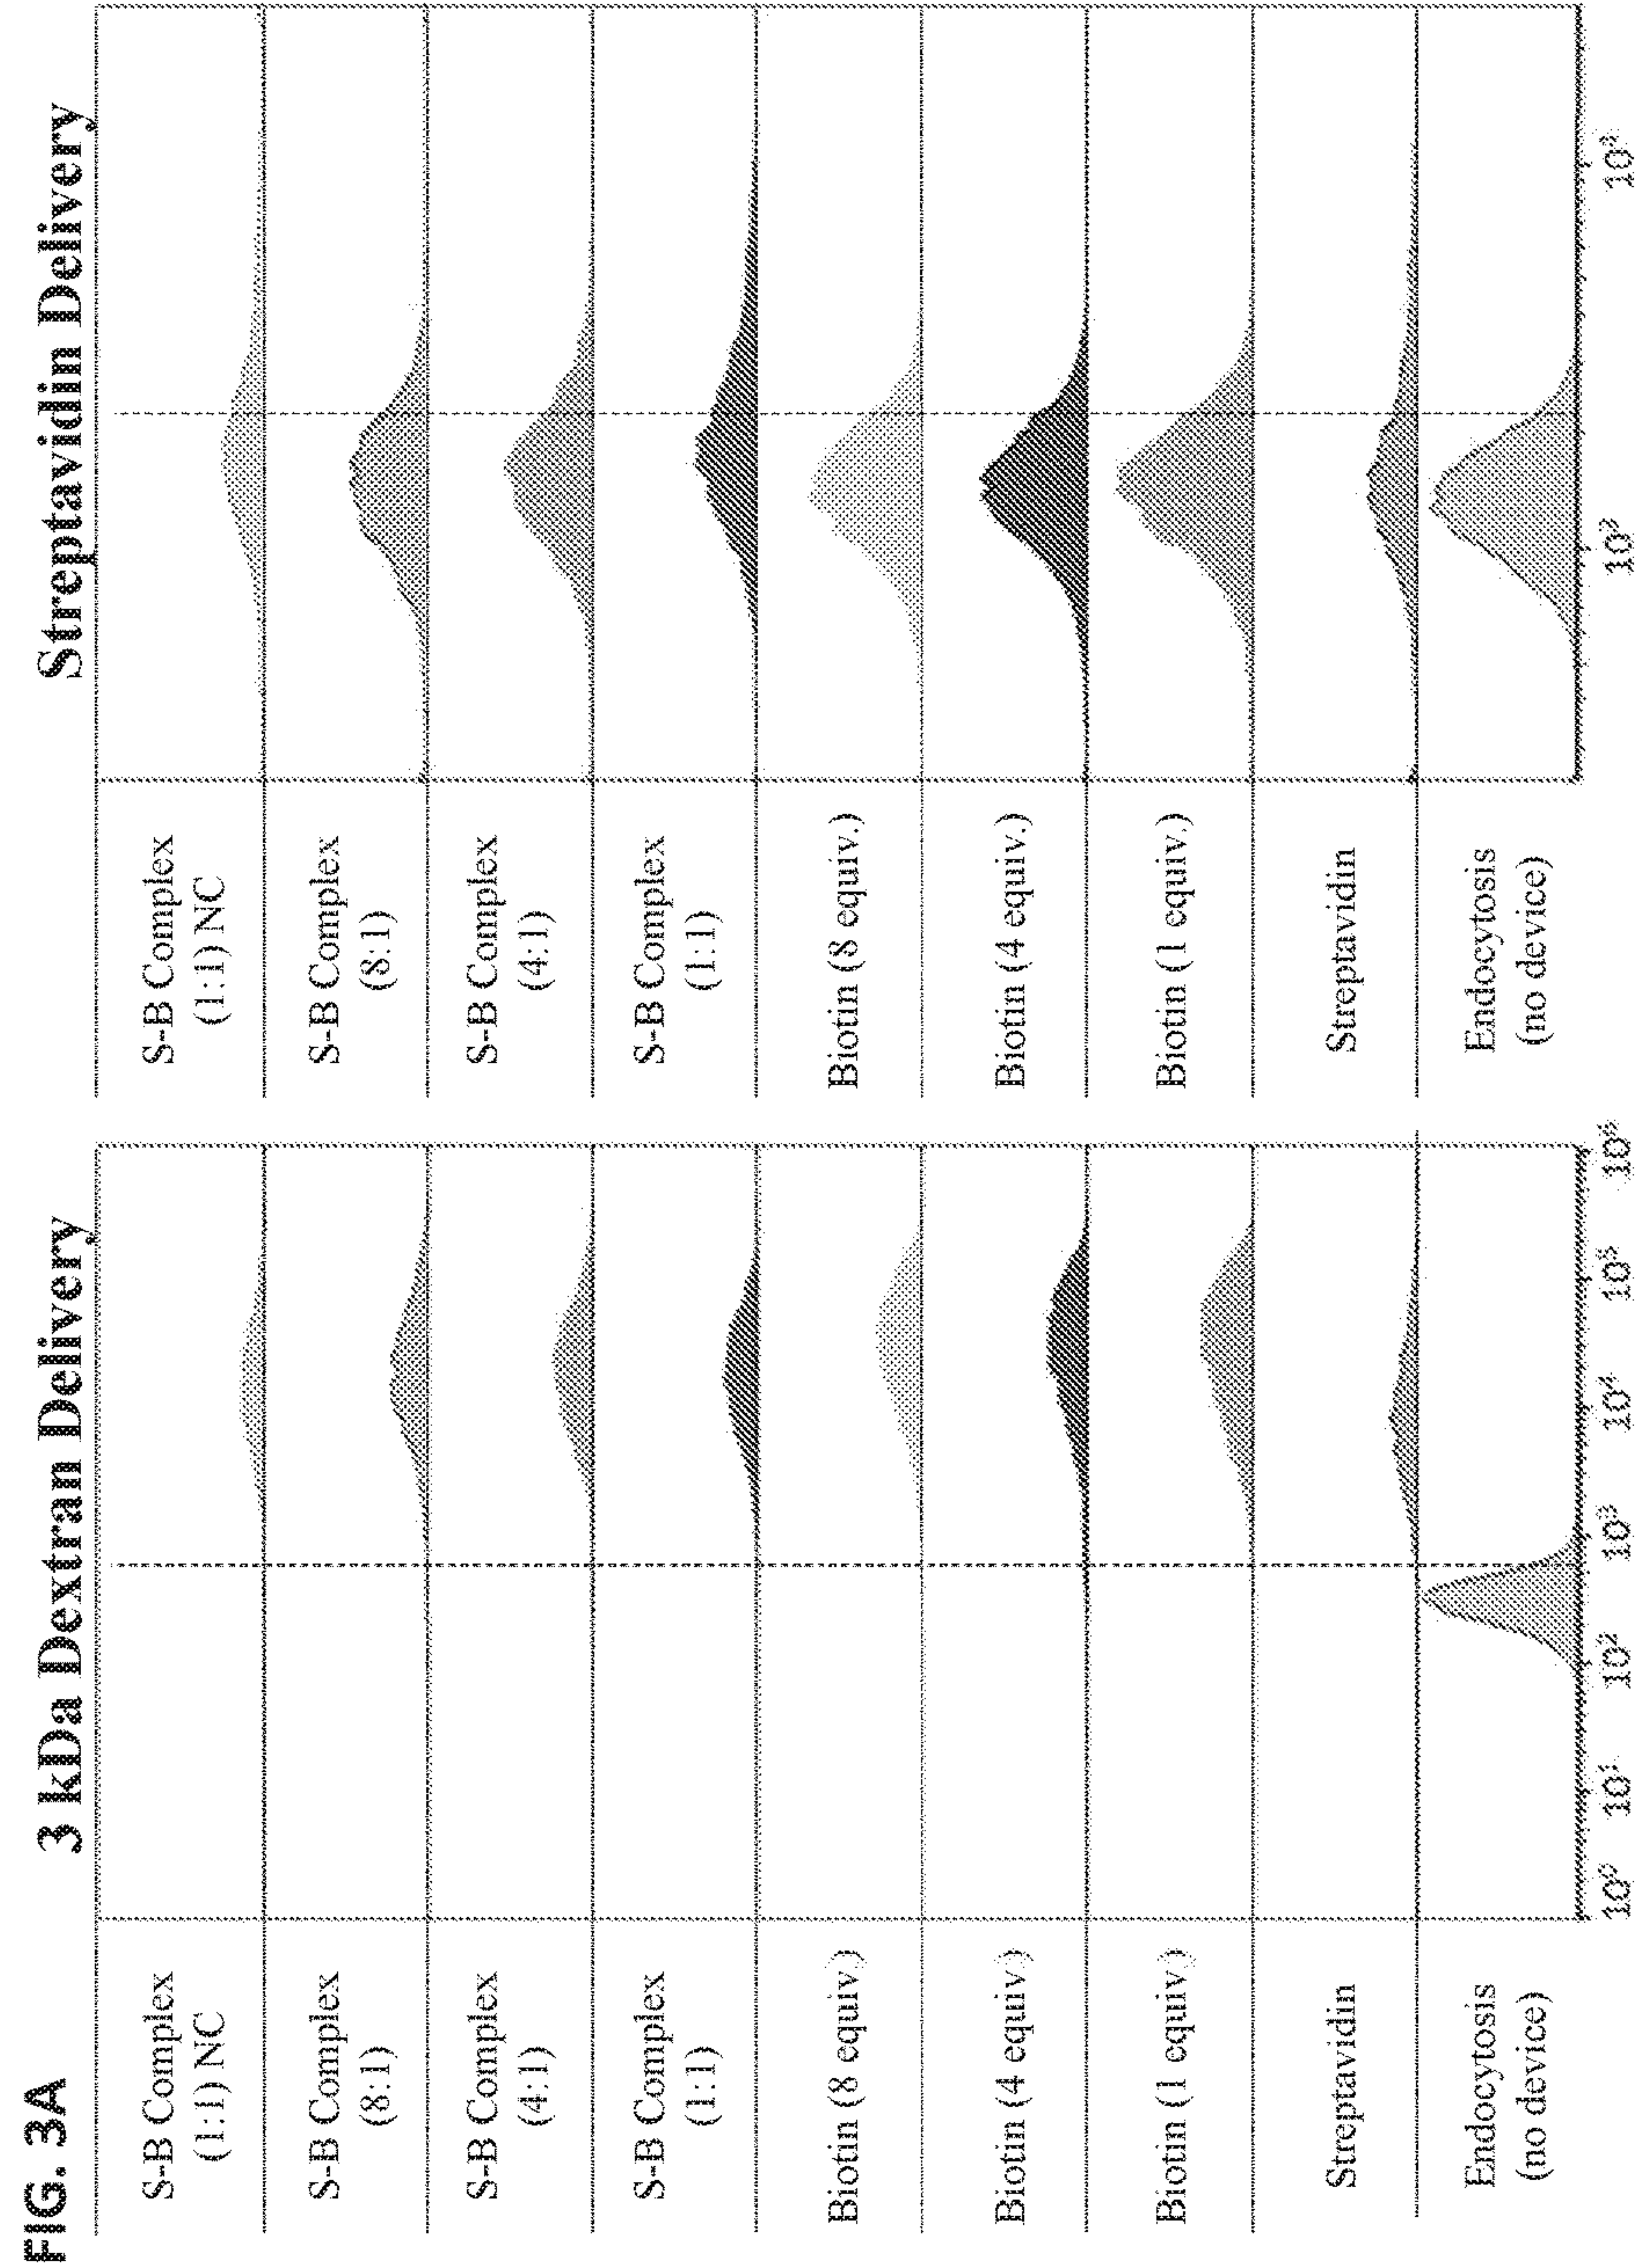 FIG. 3A
3 kDa Dextran Delivery
S-B Complex
(1:1) NC
S-B Complex
(8:1)
S-B Complex
(4:1)
S-B Complex
(1:1)
Biotin (8 equiv.)
Biotin (4 equiv.)
Biotin (1 equiv.)
Streptavidin
Endocytosis
(no device)
10⁰ 10¹ 10² 10³ 10⁴ 10⁵ 10⁶
Streptavidin Delivery
S-B Complex
(1:1) NC
S-B Complex
(8:1)
S-B Complex
(4:1)
S-B Complex
(1:1)
Biotin (8 equiv.)
Biotin (4 equiv.)
Biotin (1 equiv.)
Streptavidin
Endocytosis
(no device)
10² 10³